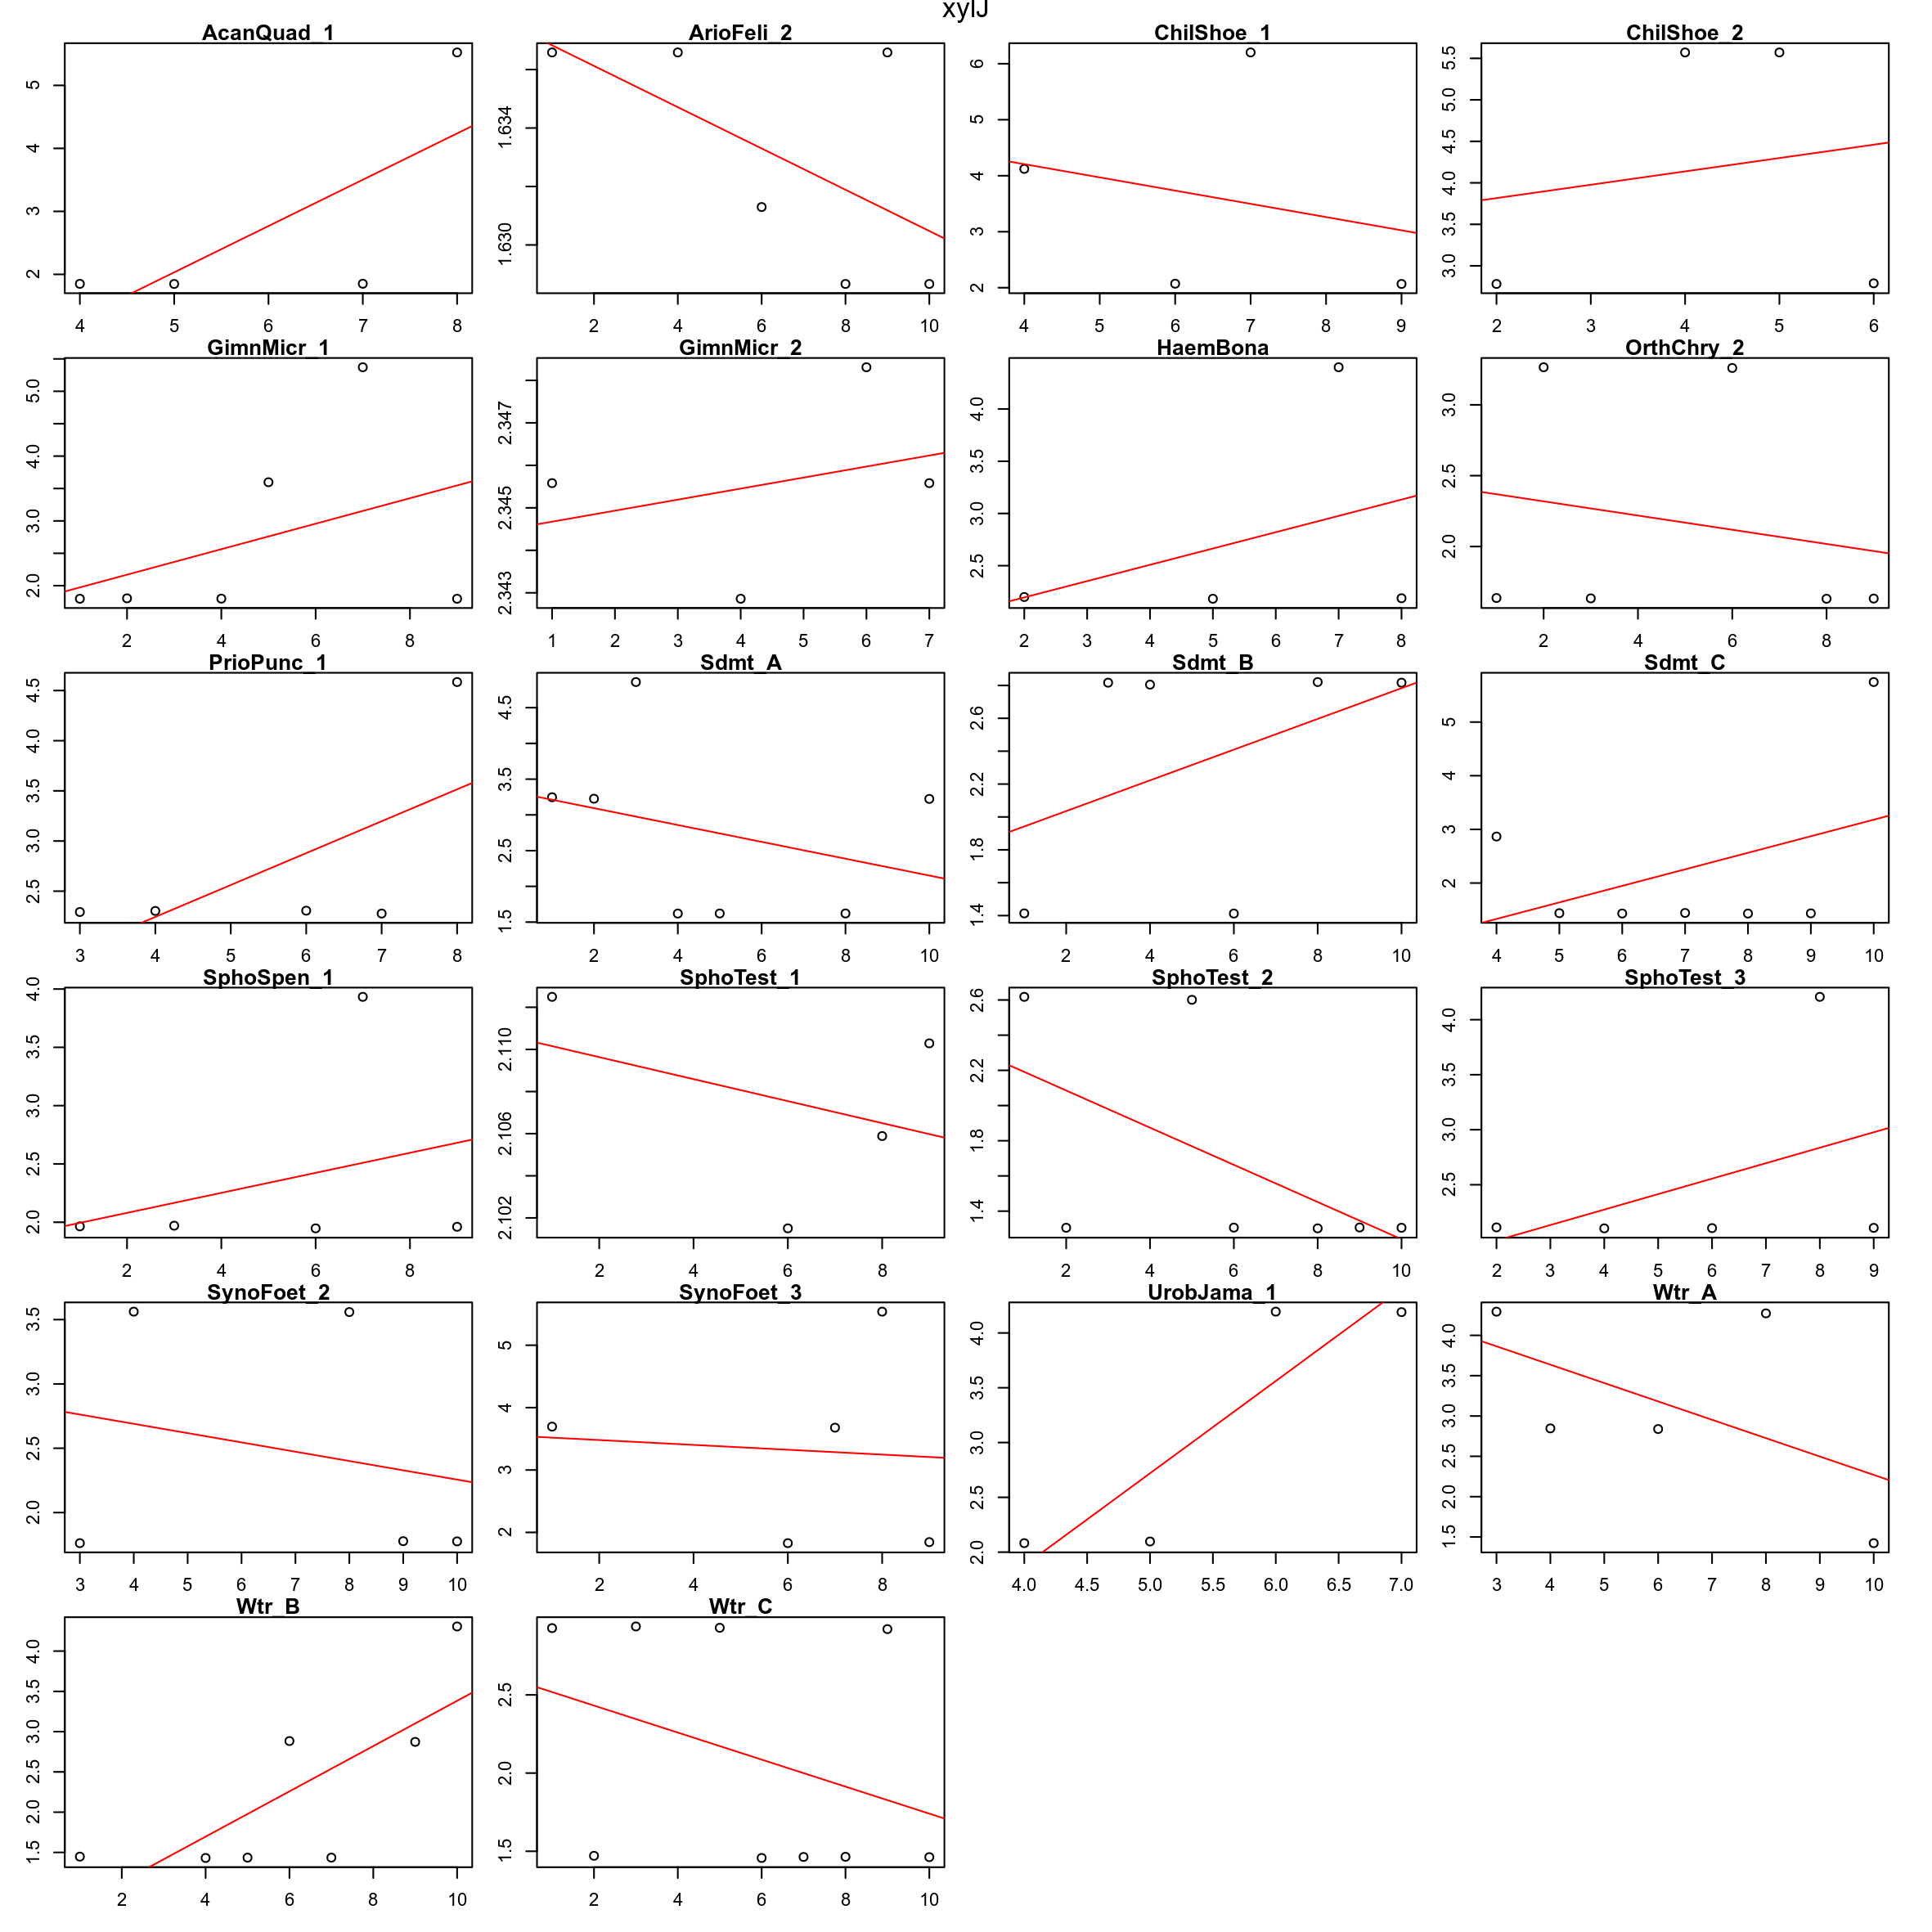 xylJ
AcanQuad_1 ArioFeli_2 ChilShoe_1 ChilShoe_2
2 3 4 5 1.630 1.634 2 3 4 5 6 3.0 3.5 4.0 4.5 5.0 5.5
4 5 6 7 8 2 4 6 8 10 4 5 6 7 8 9 2 3 4 5 6
GimnMicr_1 GimnMicr_2 HaemBona OrthChry_2
2.0 3.0 4.0 5.0 2.343 2.345 2.347 2.5 3.0 3.5 4.0 2.0 2.5 3.0
2 4 6 8 1 2 3 4 5 6 7 2 3 4 5 6 7 8 2 4 6 8
PrioPunc_1 Sdmt_A Sdmt_B Sdmt_C
2.5 3.0 3.5 4.0 4.5 1.5 2.5 3.5 4.5 1.4 1.8 2.2 2.6 2 3 4 5
3 4 5 6 7 8 2 4 6 8 10 2 4 6 8 10 4 5 6 7 8 9 10
SphoSpen_1 SphoTest_1 SphoTest_2 SphoTest_3
2.0 2.5 3.0 3.5 4.0 2.102 2.106 2.110 1.4 1.8 2.2 2.6 2.5 3.0 3.5 4.0
2 4 6 8 2 4 6 8 2 4 6 8 10 2 3 4 5 6 7 8 9
SynoFoet_2 SynoFoet_3 UrobJama_1 Wtr_A
2.0 2.5 3.0 3.5 2 3 4 5 2.0 2.5 3.0 3.5 4.0 1.5 2.0 2.5 3.0 3.5 4.0
3 4 5 6 7 8 9 10 2 4 6 8 4.0 4.5 5.0 5.5 6.0 6.5 7.0 3 4 5 6 7 8 9 10
Wtr_B Wtr_C
1.5 2.0 2.5 3.0 3.5 4.0 1.5 2.0 2.5
2 4 6 8 10 2 4 6 8 10